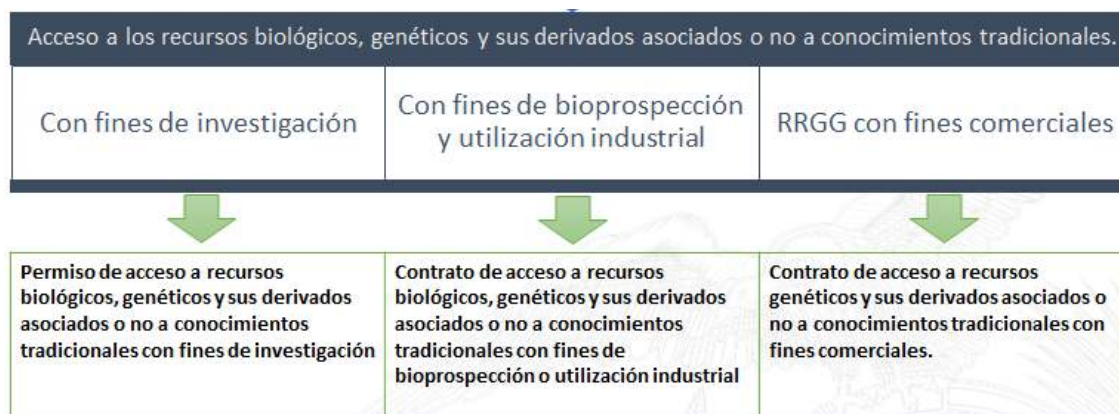 Acceso a los recursos biológicos, genéticos y sus derivados asociados o no a conocimientos tradicionales.
Con fines de investigación
Con fines de bioprospección
y utilización industrial
RRGG con fines comerciales
Permiso de acceso a recursos
biológicos, genéticos y sus derivados
asociados o no a conocimientos
tradicionales con fines de investigación
Contrato de acceso a recursos
biológicos, genéticos y sus derivados
asociados o no a conocimientos
tradicionales con fines de
bioprospección o utilización industrial
Contrato de acceso a recursos
genéticos y sus derivados asociados o
no a conocimientos tradicionales con
fines comerciales.